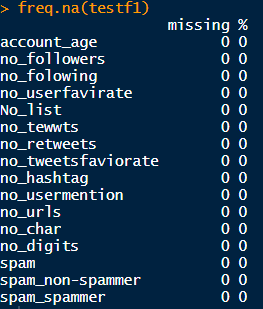 > freq.na(testf1)
missing %
account_age 0 0
no_followers 0 0
no_folowing 0 0
no_userfavirate 0 0
No_list 0 0
no_tewwts 0 0
no_retweets 0 0
no_tweetsfaviorate 0 0
no_hashtag 0 0
no_usermention 0 0
no_urls 0 0
no_char 0 0
no_digits 0 0
spam 0 0
spam_non-spammer 0 0
spam_spammer 0 0